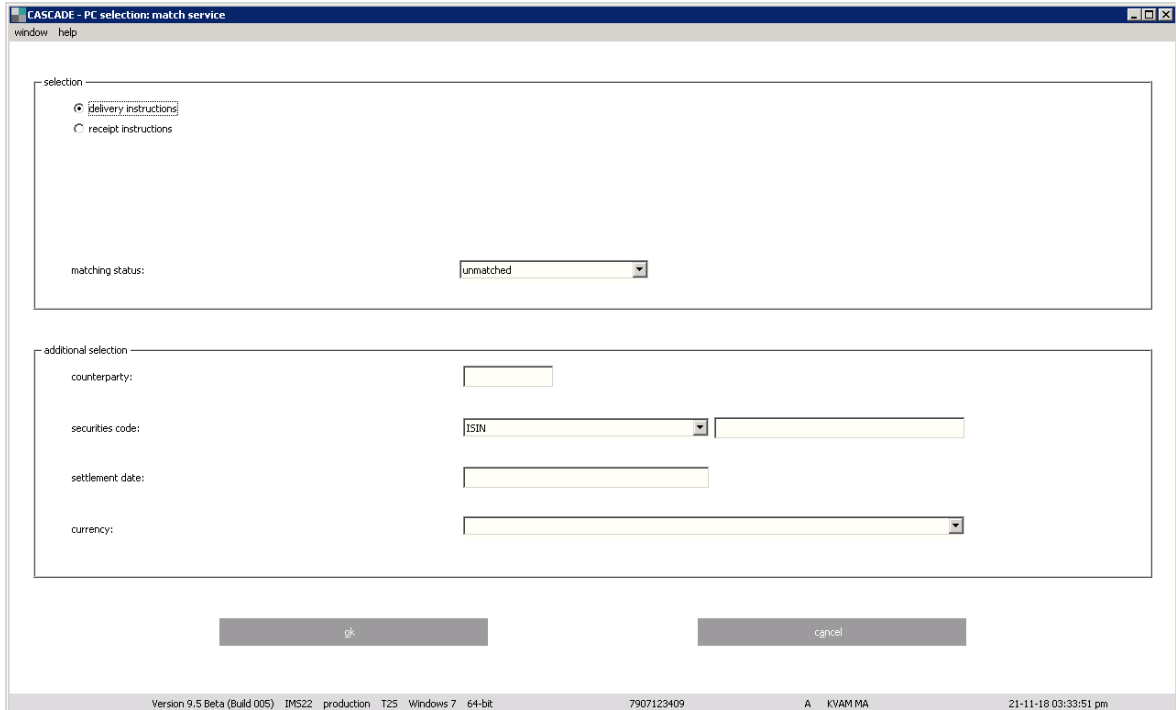 CASCADE - PC selection: match service
window help
selection
delivery instructions
receipt instructions
matching status: unmatched
additional selection
counterparty:
securities code: ISIN
settlement date:
currency:
ok cancel
Version 9.5 Beta (Build 005) IMS22 production T2S Windows 7 64-bit 7907123409 A KVAM MA 21-11-18 03:33:51 pm